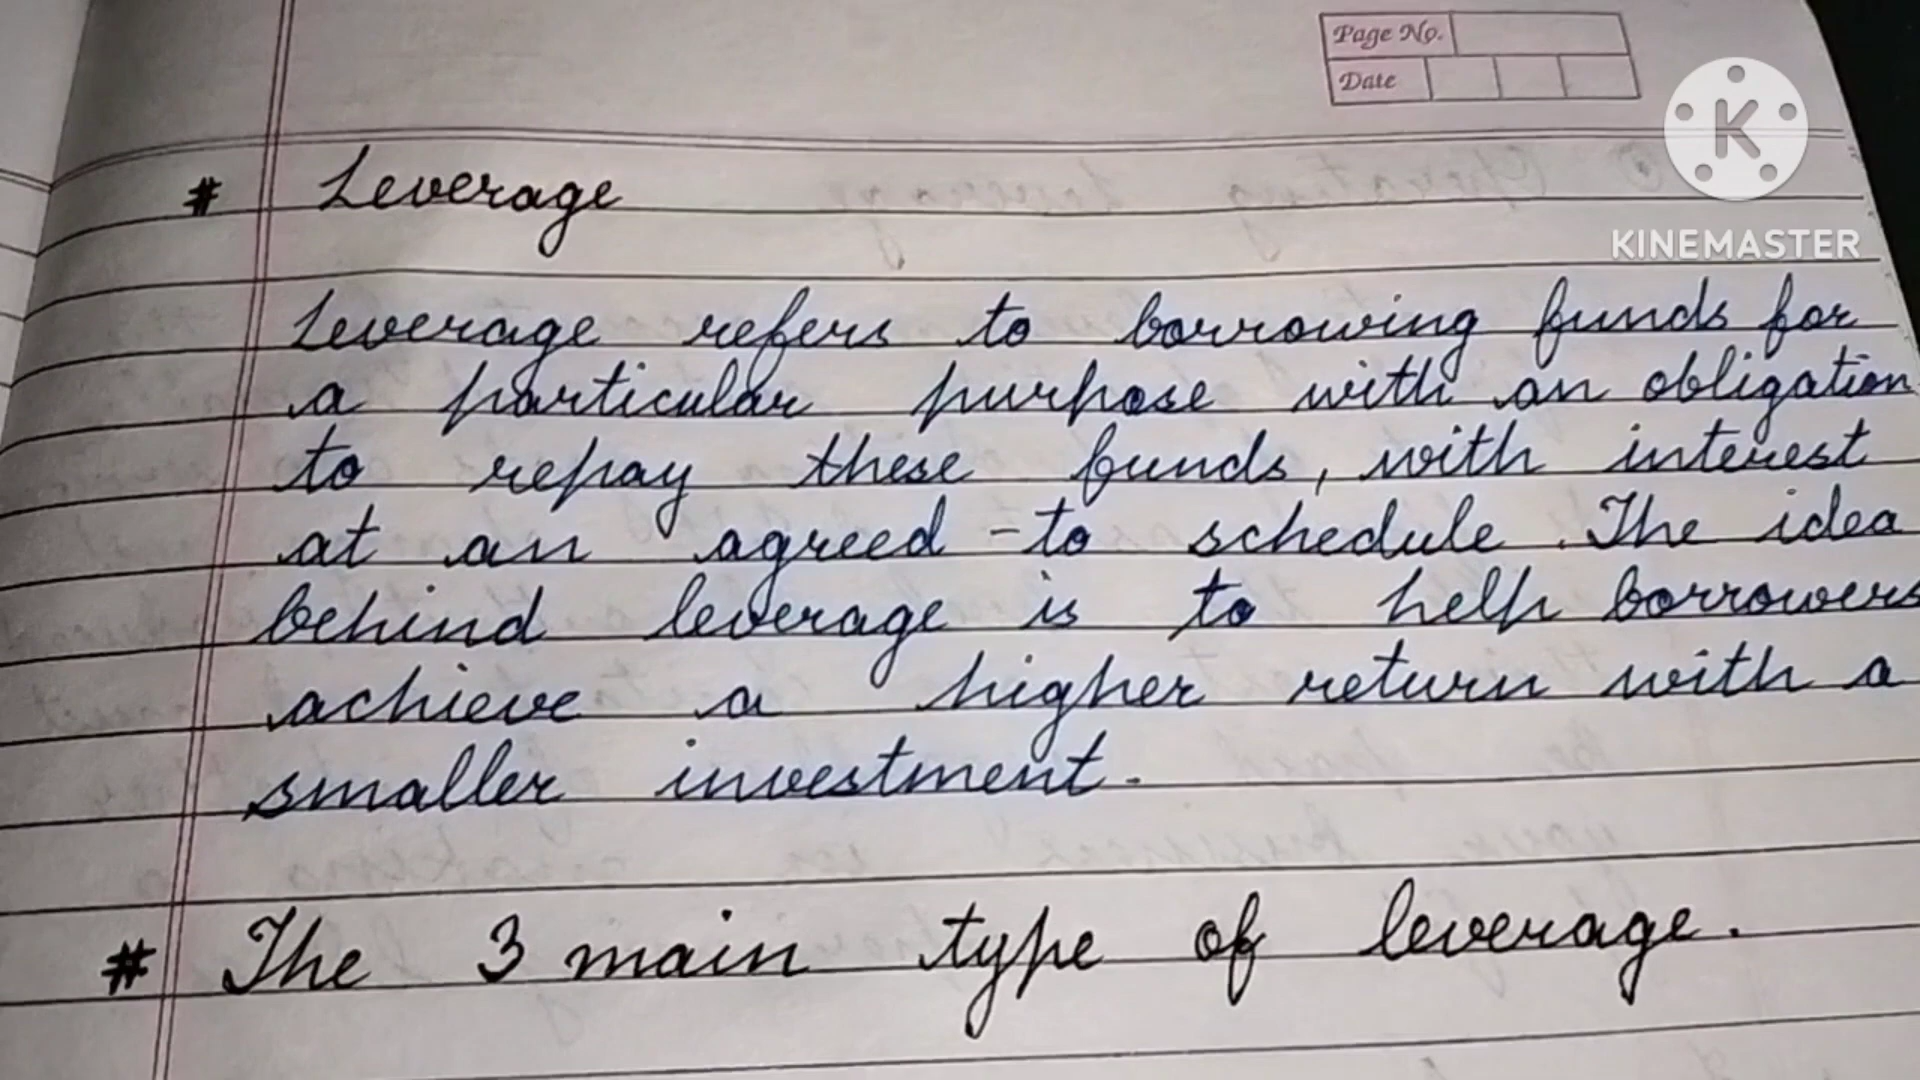 Page No.
Date
K
KINEMASTER
# Leverage
Leverage refers to borrowing funds for
a particular purpose with an obligation
to repay these funds, with interest
at an agreed-to schedule. The idea
behind leverage is to help borrowers
achieve a higher return with a
smaller investment.
# The 3 main type of leverage.